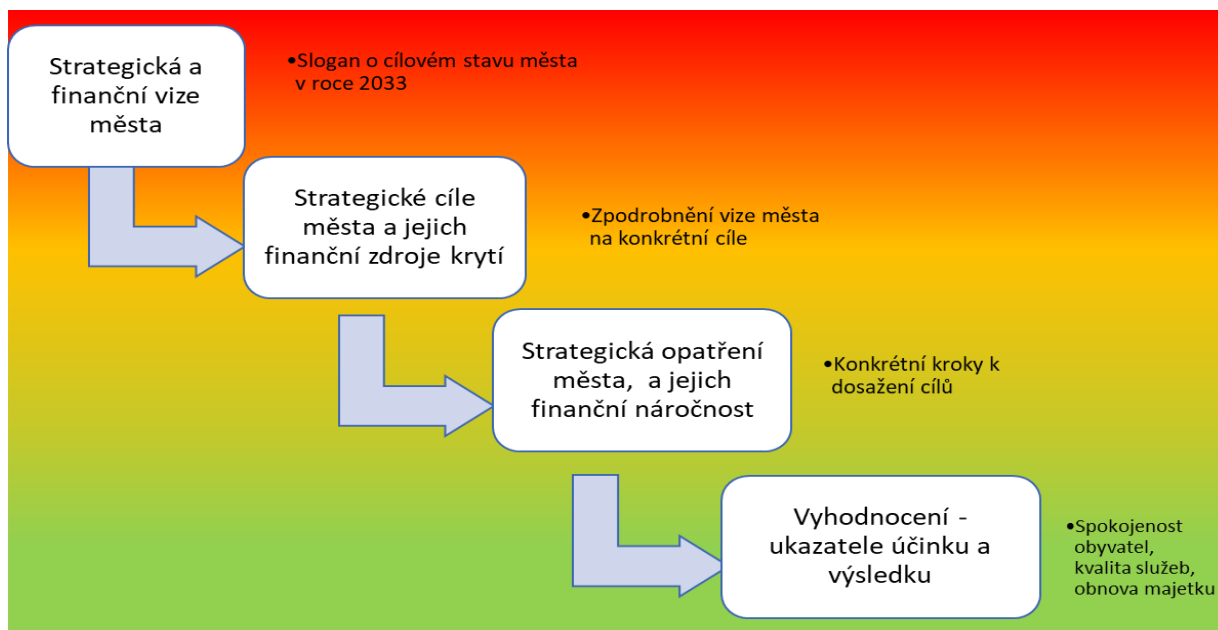 Strategická a
finanční vize
města
•Slogan o cílovém stavu města
v roce 2033
Strategické cíle
města a jejich
finanční zdroje krytí
•Zpodrobnění vize města
na konkrétní cíle
Strategická opatření
města, a jejich
finanční náročnost
•Konkrétní kroky k
dosažení cílů
Vyhodnocení -
ukazatele účinku a
výsledku
•Spokojenost
obyvatel,
kvalita služeb,
obnova majetku